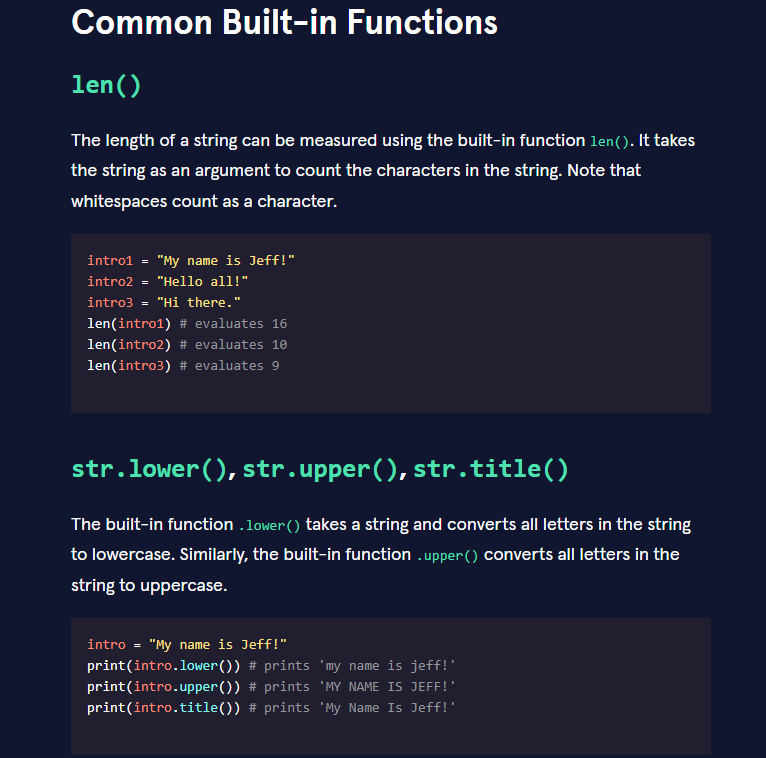 Common Built-in Functions
len()
The length of a string can be measured using the built-in function len(). It takes
the string as an argument to count the characters in the string. Note that
whitespaces count as a character.
intro1 = "My name is Jeff!"
intro2 = "Hello all!"
intro3 = "Hi there."
len(intro1) # evaluates 16
len(intro2) # evaluates 10
len(intro3) # evaluates 9
str.lower(), str.upper(), str.title()
The built-in function .lower() takes a string and converts all letters in the string
to lowercase. Similarly, the built-in function .upper() converts all letters in the
string to uppercase.
intro = "My name is Jeff!"
print(intro.lower()) # prints 'my name is jeff!'
print(intro.upper()) # prints 'MY NAME IS JEFF!'
print(intro.title()) # prints 'My Name Is Jeff!'